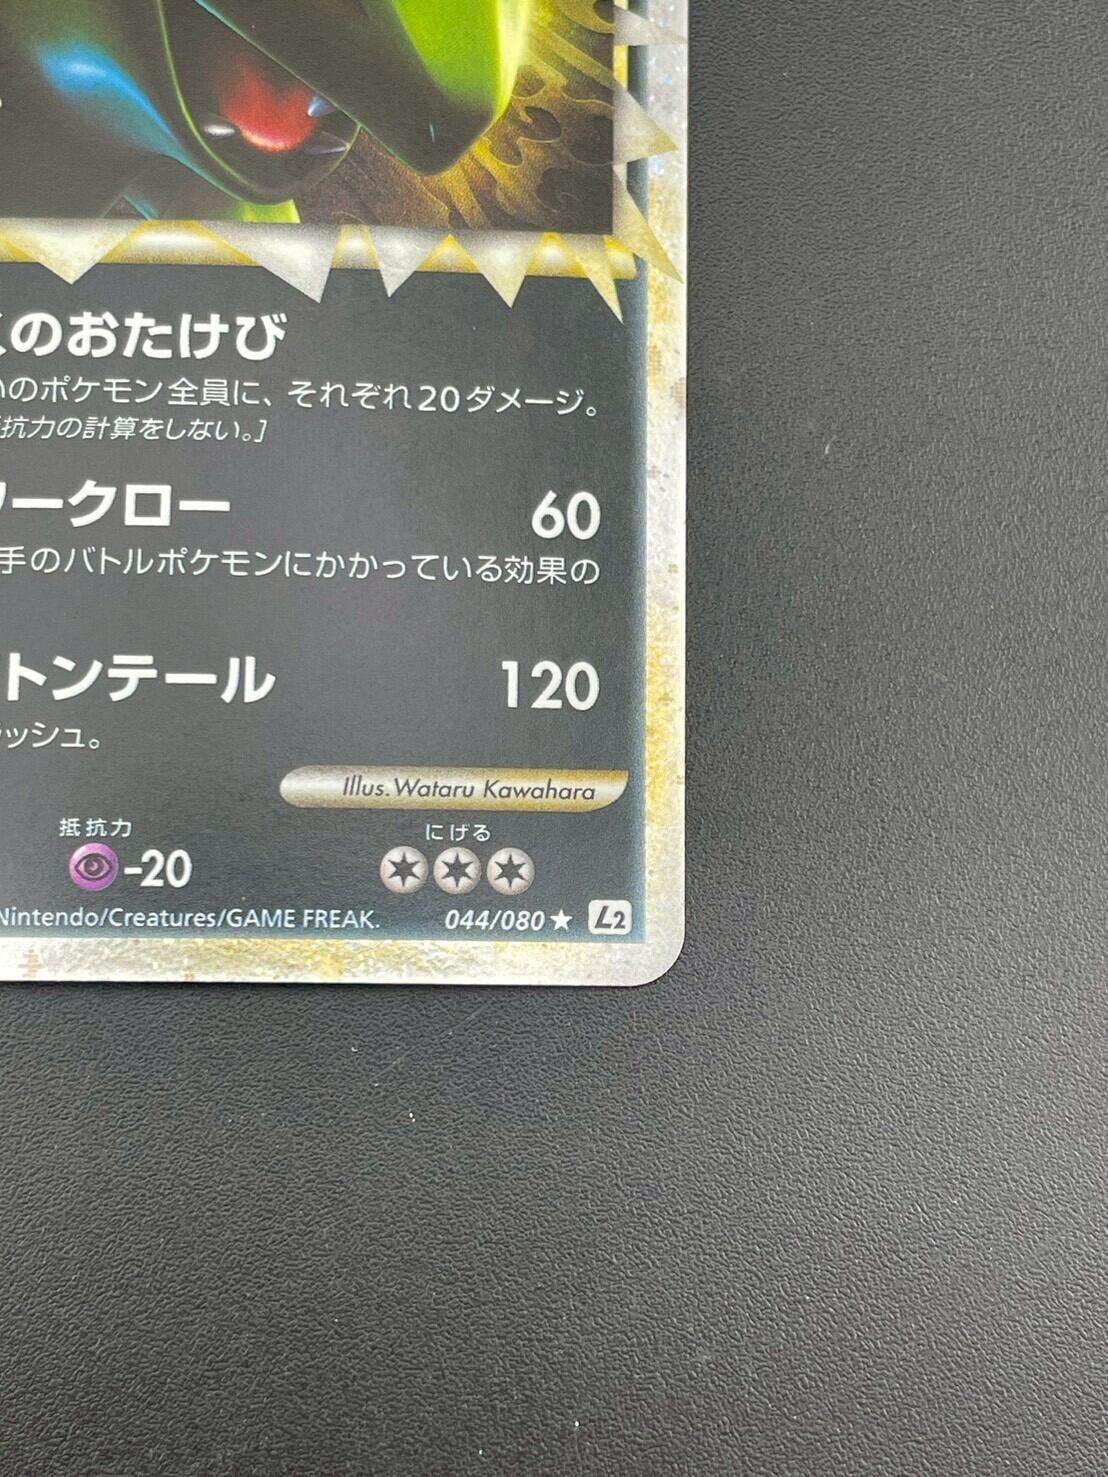 のおたけび
のポケモン全員に、それぞれ20ダメージ。
抗力の計算をしない。]
ークロー 60
手のバトルポケモンにかかっている効果の
トンテール 120
ッシュ。
Illus. Wataru Kawahara
抵抗力 にげる
-20
Nintendo/Creatures/GAME FREAK. 044/080 ★ L2